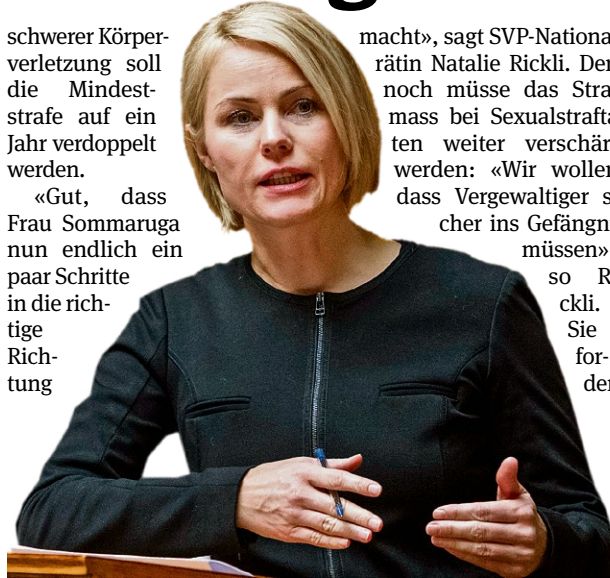 g
schwerer Körper-
verletzung soll
die Mindest-
strafe auf ein
Jahr verdoppelt
werden.
«Gut, dass
Frau Sommaruga
nun endlich ein
paar Schritte
in die rich-
tige
Rich-
tung
macht», sagt SVP-Nationa
rätin Natalie Rickli. Den
noch müsse das Stra
mass bei Sexualstrafta
ten weiter verschär
werden: «Wir wollen
dass Vergewaltiger s
cher ins Gefängn
müssen»
so R
ckli.
Sie
for-
der